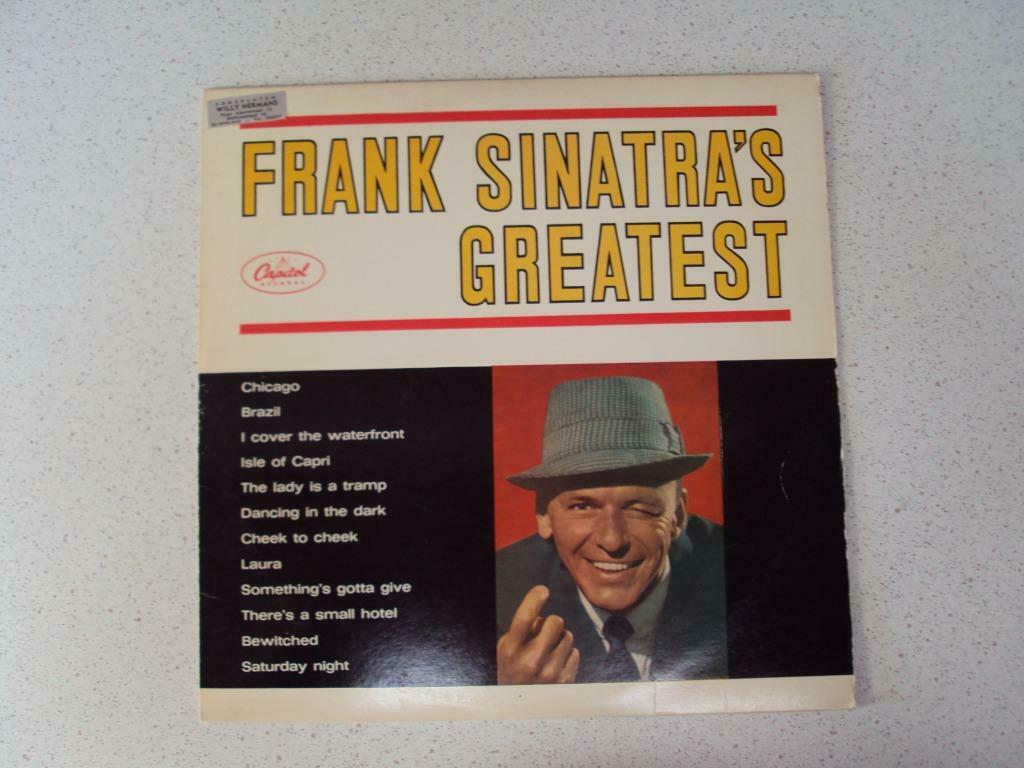 WILLY HERMANS
FRANK SINATRA'S
GREATEST
Capitol
RECORDS
Chicago
Brazil
I cover the waterfront
Isle of Capri
The lady is a tramp
Dancing in the dark
Cheek to cheek
Laura
Something's gotta give
There's a small hotel
Bewitched
Saturday night